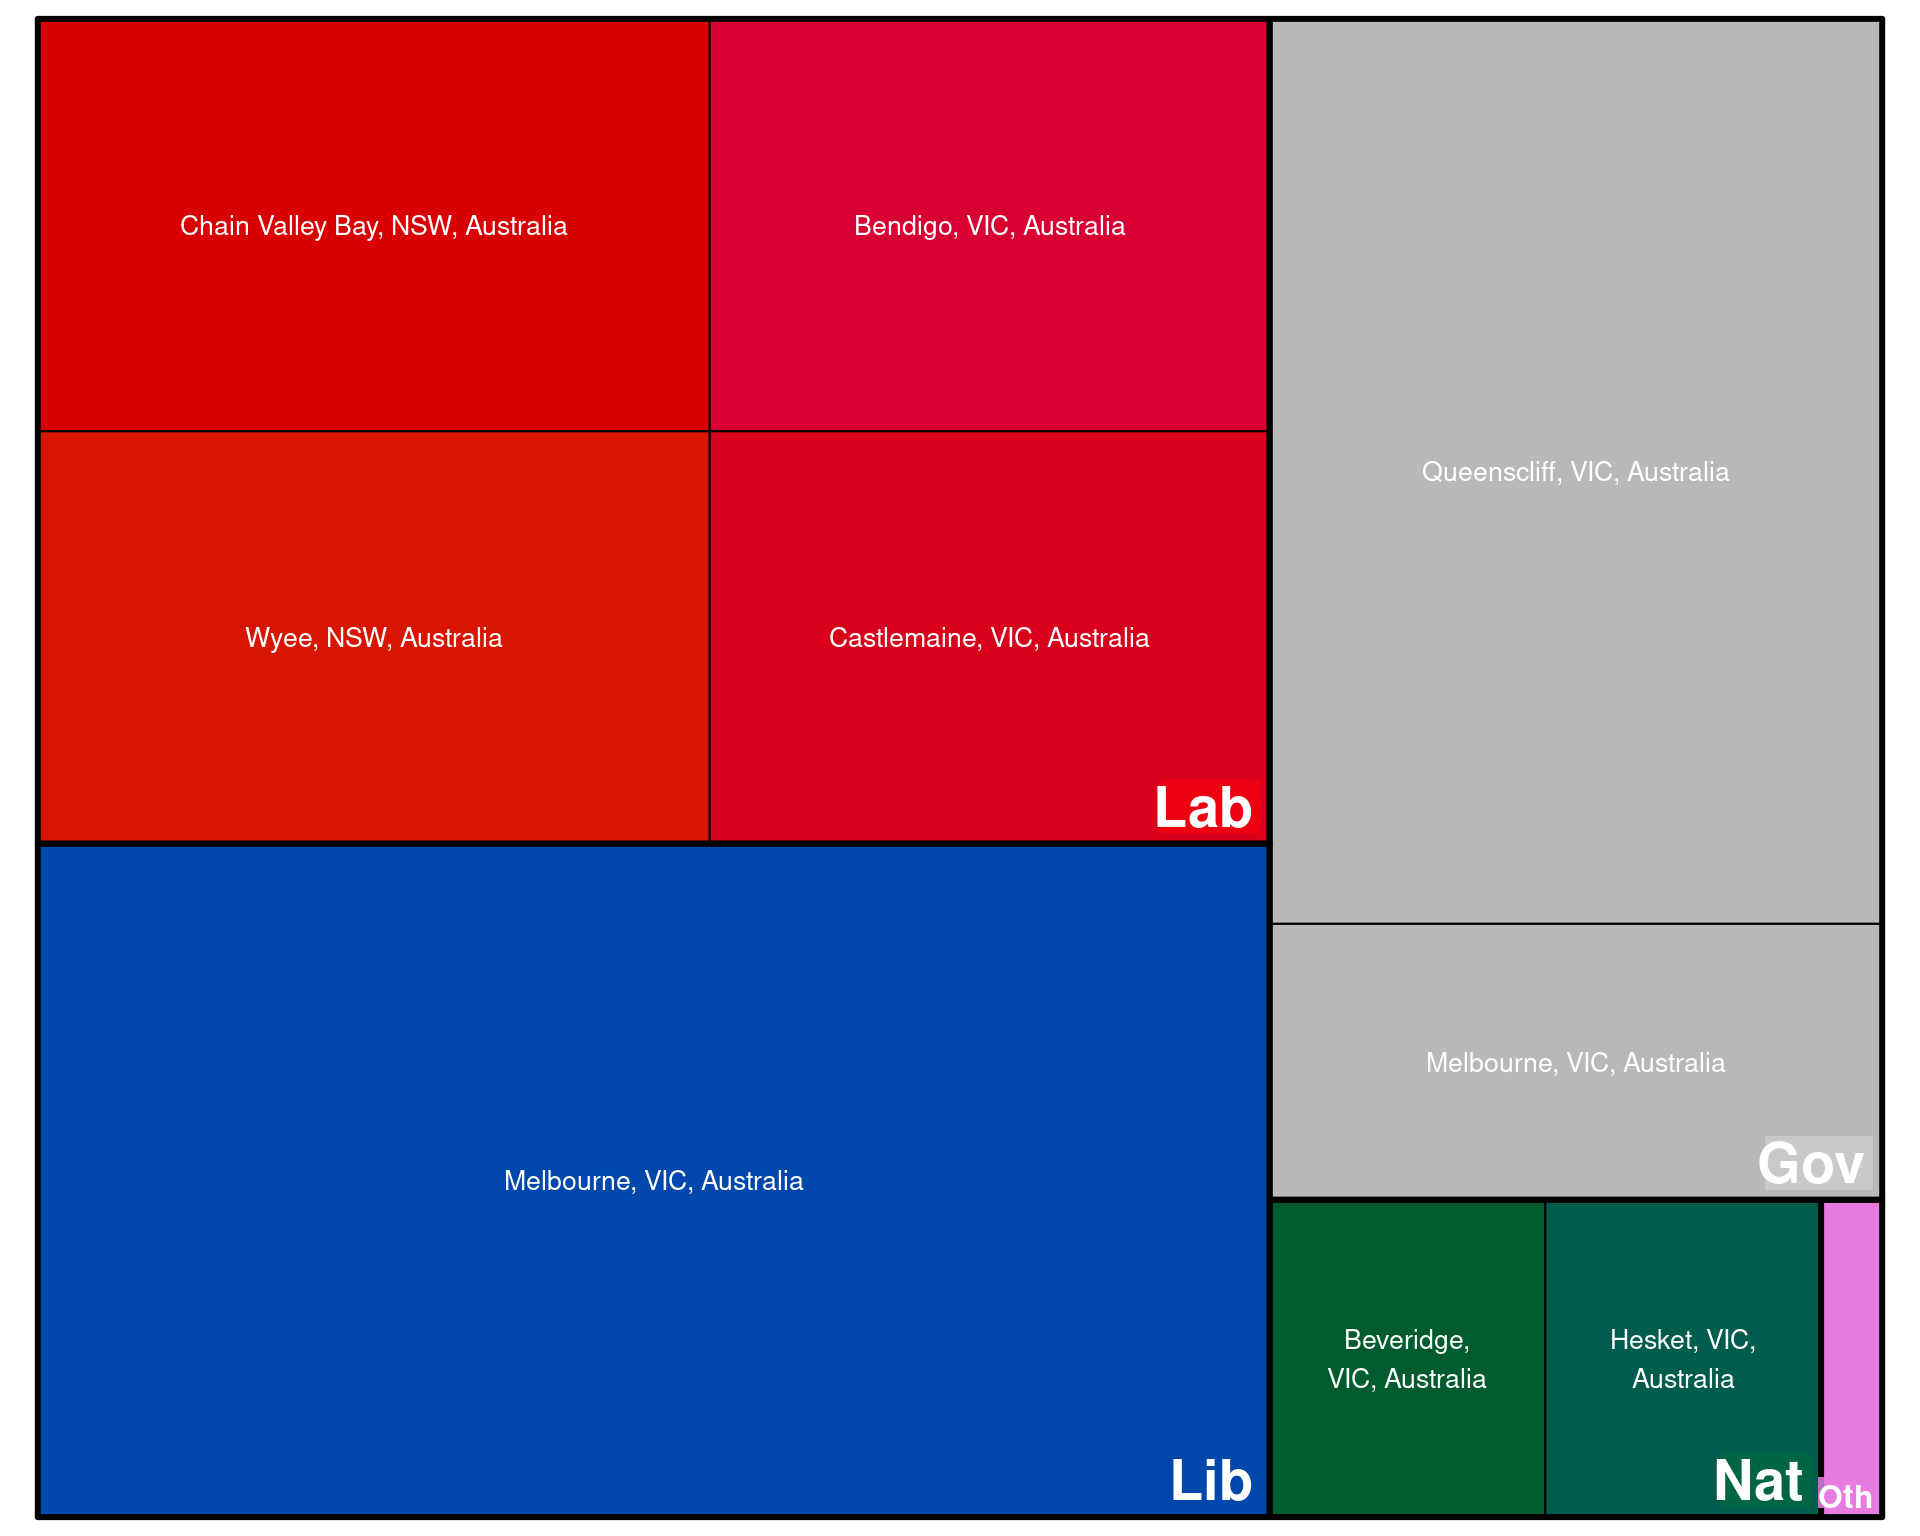 Chain Valley Bay, NSW, Australia
Bendigo, VIC, Australia
Wyee, NSW, Australia
Castlemaine, VIC, Australia
Lab
Melbourne, VIC, Australia
Lib
Queenscliff, VIC, Australia
Melbourne, VIC, Australia
Gov
Beveridge,
VIC, Australia
Hesket, VIC,
Australia
Nat
Oth